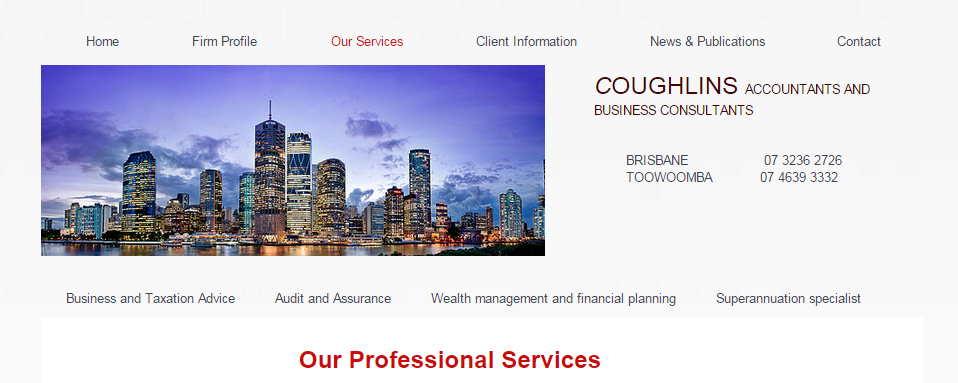 Home Firm Profile Our Services Client Information News & Publications Contact
COUGHLINS ACCOUNTANTS AND
BUSINESS CONSULTANTS
BRISBANE 07 3236 2726
TOOWOOMBA 07 4639 3332
Business and Taxation Advice Audit and Assurance Wealth management and financial planning Superannuation specialist
Our Professional Services